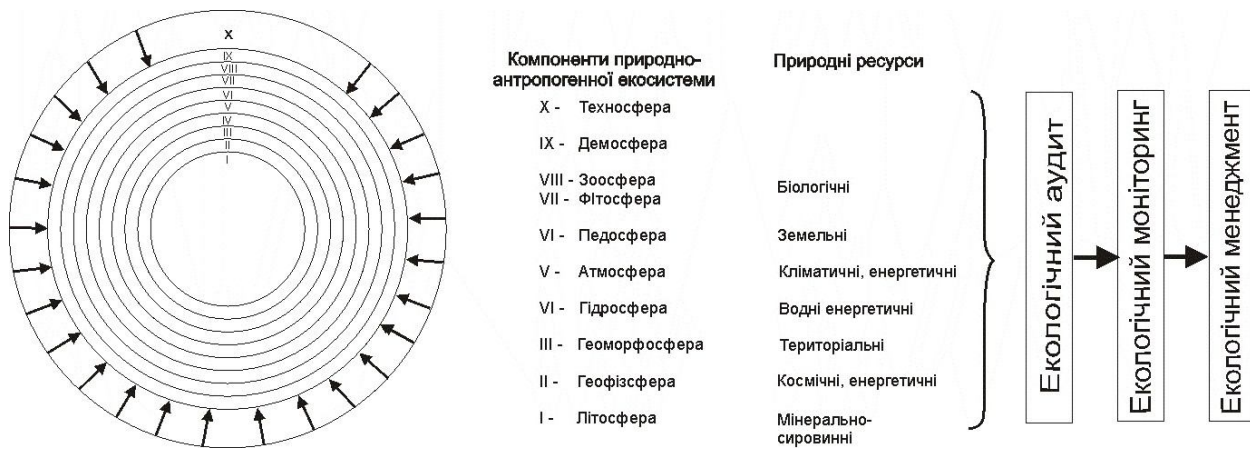 X
IX
VIII
VII
VI
V
IV
III
II
I
Компоненти природно-
антропогенної екосистеми
Природні ресурси
X - Техносфера
IX - Демосфера
VIII - Зоосфера
VII - Фітосфера
Біологічні
VI - Педосфера
Земельні
V - Атмосфера
Кліматичні, енергетичні
VI - Гідросфера
Водні енергетичні
III - Геоморфосфера
Територіальні
II - Геофізсфера
Космічні, енергетичні
I - Літосфера
Мінерально-
сировинні
Екологічний аудит
Екологічний моніторинг
Екологічний менеджмент